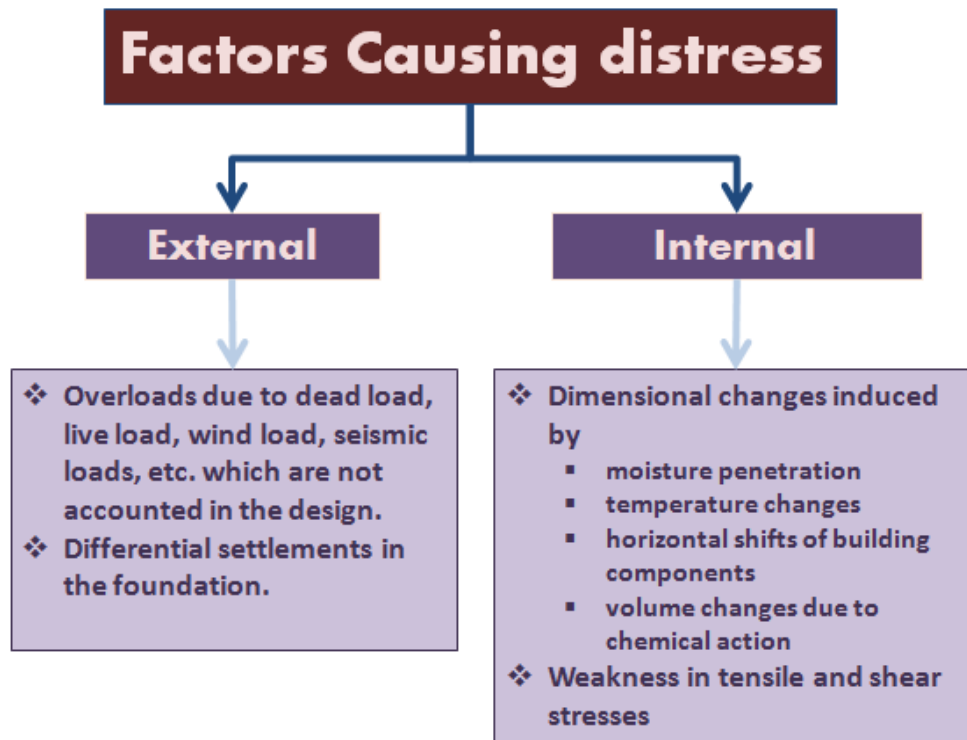 Factors Causing distress
External
Internal
❖ Overloads due to dead load,
live load, wind load, seismic
loads, etc. which are not
accounted in the design.
❖ Differential settlements in
the foundation.
❖ Dimensional changes induced
by
▪ moisture penetration
▪ temperature changes
▪ horizontal shifts of building
components
▪ volume changes due to
chemical action
❖ Weakness in tensile and shear
stresses